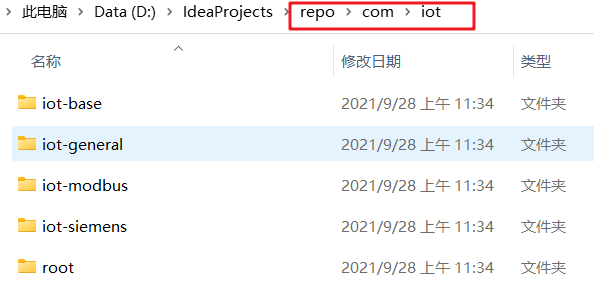 此电脑 > Data (D:) > IdeaProjects > repo > com > iot
名称 修改日期 类型
iot-base 2021/9/28 上午 11:34 文件夹
iot-general 2021/9/28 上午 11:34 文件夹
iot-modbus 2021/9/28 上午 11:34 文件夹
iot-siemens 2021/9/28 上午 11:34 文件夹
root 2021/9/28 上午 11:34 文件夹